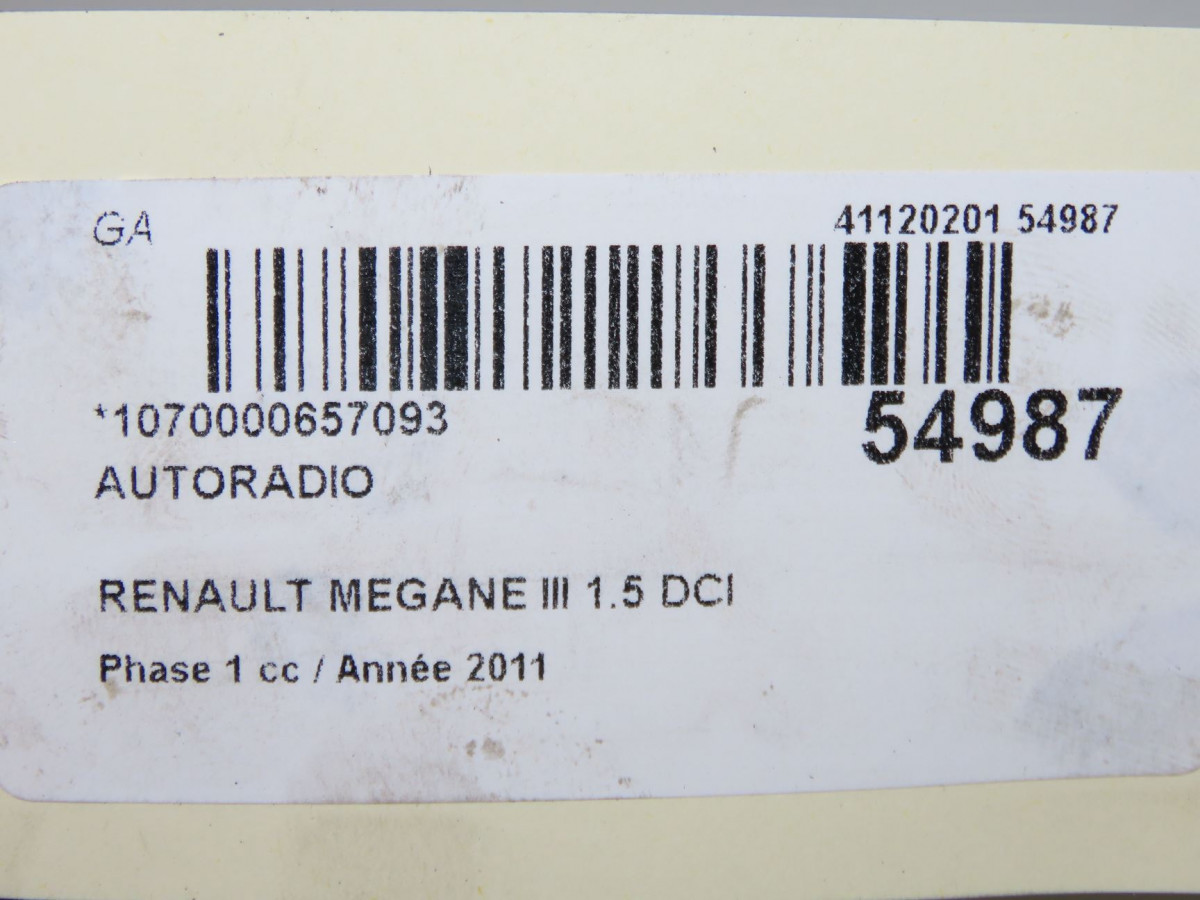 GA
41120201 54987
*1070000657093
54987
AUTORADIO
RENAULT MEGANE III 1.5 DCI
Phase 1 cc / Année 2011